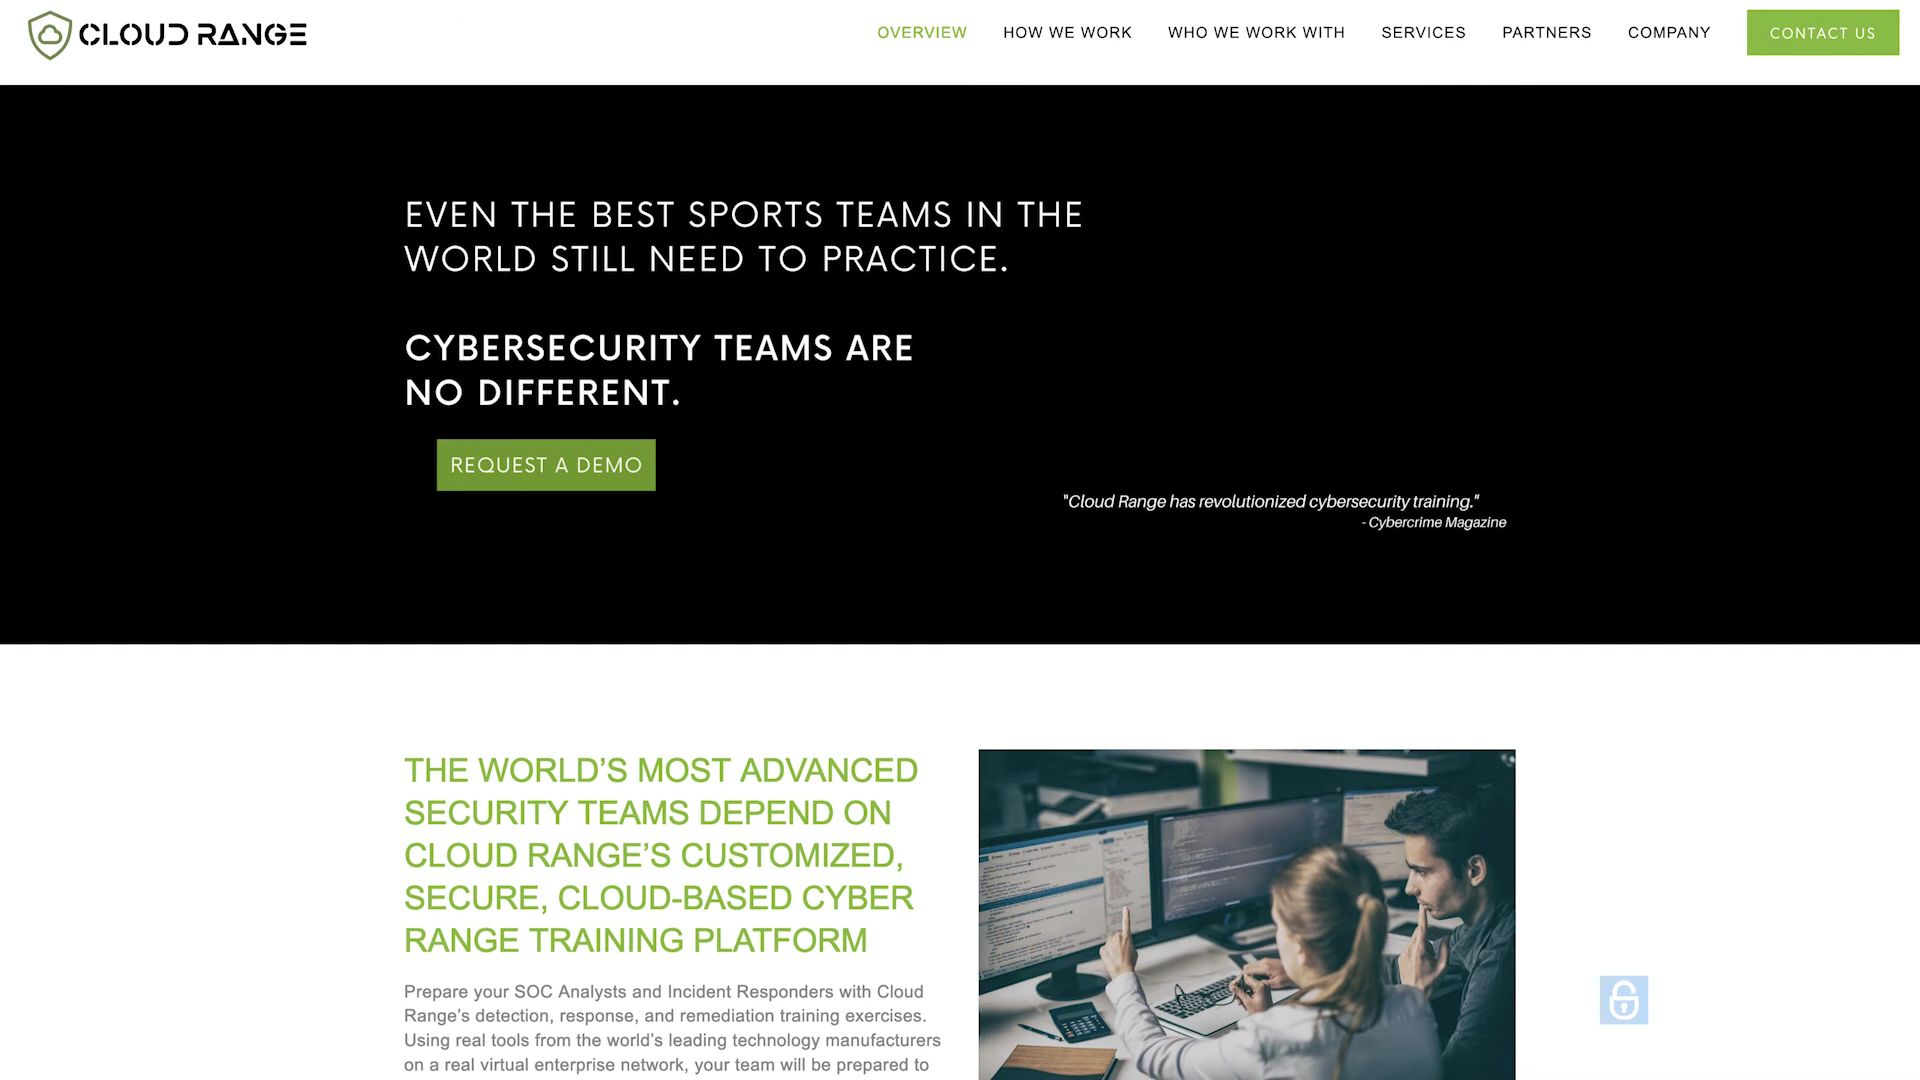 CLOUD RANGE
OVERVIEW
HOW WE WORK
WHO WE WORK WITH
SERVICES
PARTNERS
COMPANY
CONTACT US
EVEN THE BEST SPORTS TEAMS IN THE
WORLD STILL NEED TO PRACTICE.
CYBERSECURITY TEAMS ARE
NO DIFFERENT.
REQUEST A DEMO
"Cloud Range has revolutionized cybersecurity training."
- Cybercrime Magazine
THE WORLD’S MOST ADVANCED
SECURITY TEAMS DEPEND ON
CLOUD RANGE’S CUSTOMIZED,
SECURE, CLOUD-BASED CYBER
RANGE TRAINING PLATFORM
Prepare your SOC Analysts and Incident Responders with Cloud
Range’s detection, response, and remediation training exercises.
Using real tools from the world’s leading technology manufacturers
on a real virtual enterprise network, your team will be prepared to